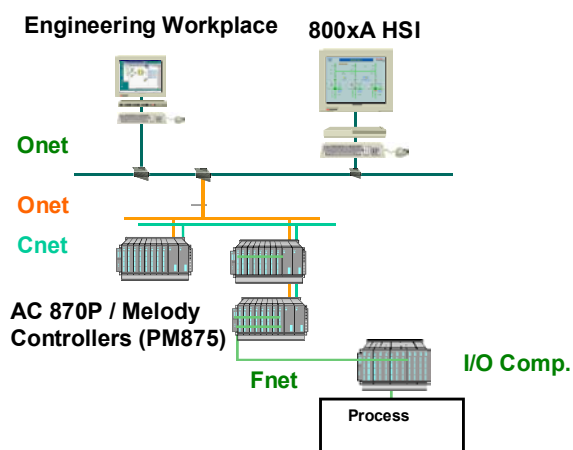 Engineering Workplace
800xA HSI
Onet
Onet
Cnet
AC 870P / Melody
Controllers (PM875)
Fnet
I/O Comp.
Process